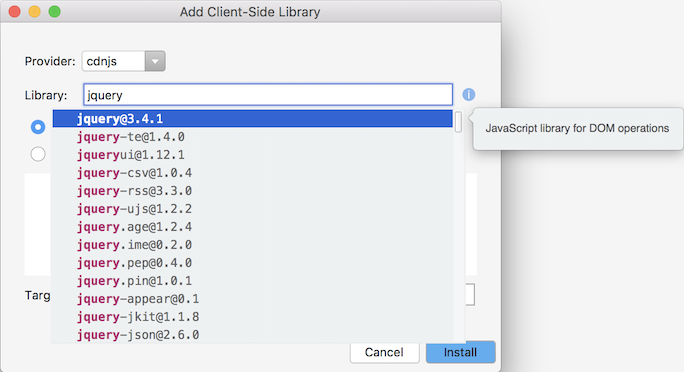 Add Client-Side Library
Provider: cdnjs
Library: jquery
jquery@3.4.1
JavaScript library for DOM operations
jquery-te@1.4.0
jqueryui@1.12.1
jquery-csv@1.0.4
jquery-rss@3.3.0
jquery-ujs@1.2.2
jquery.age@1.2.4
jquery.ime@0.2.0
jquery.pep@0.4.0
jquery.pin@1.0.1
Targ
jquery-appear@0.1
jquery-jkit@1.1.8
jquery-json@2.6.0
Cancel Install